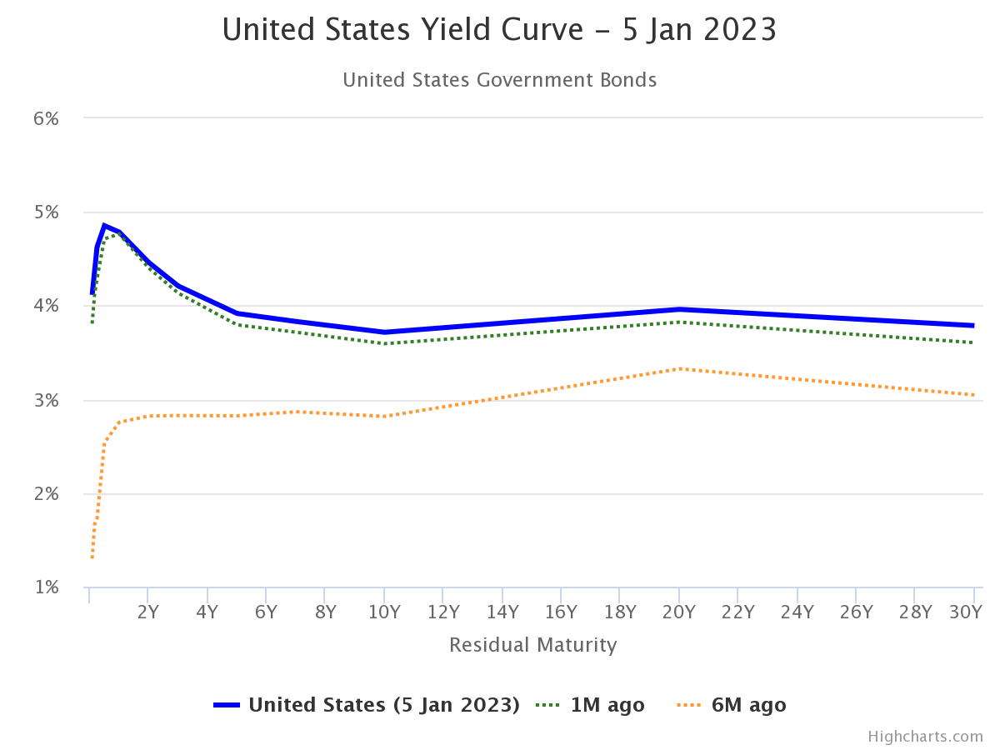 United States Yield Curve - 5 Jan 2023
United States Government Bonds
6%
5%
4%
3%
2%
1%
2Y 4Y 6Y 8Y 10Y 12Y 14Y 16Y 18Y 20Y 22Y 24Y 26Y 28Y 30Y
Residual Maturity
United States (5 Jan 2023) 1M ago 6M ago
Highcharts.com